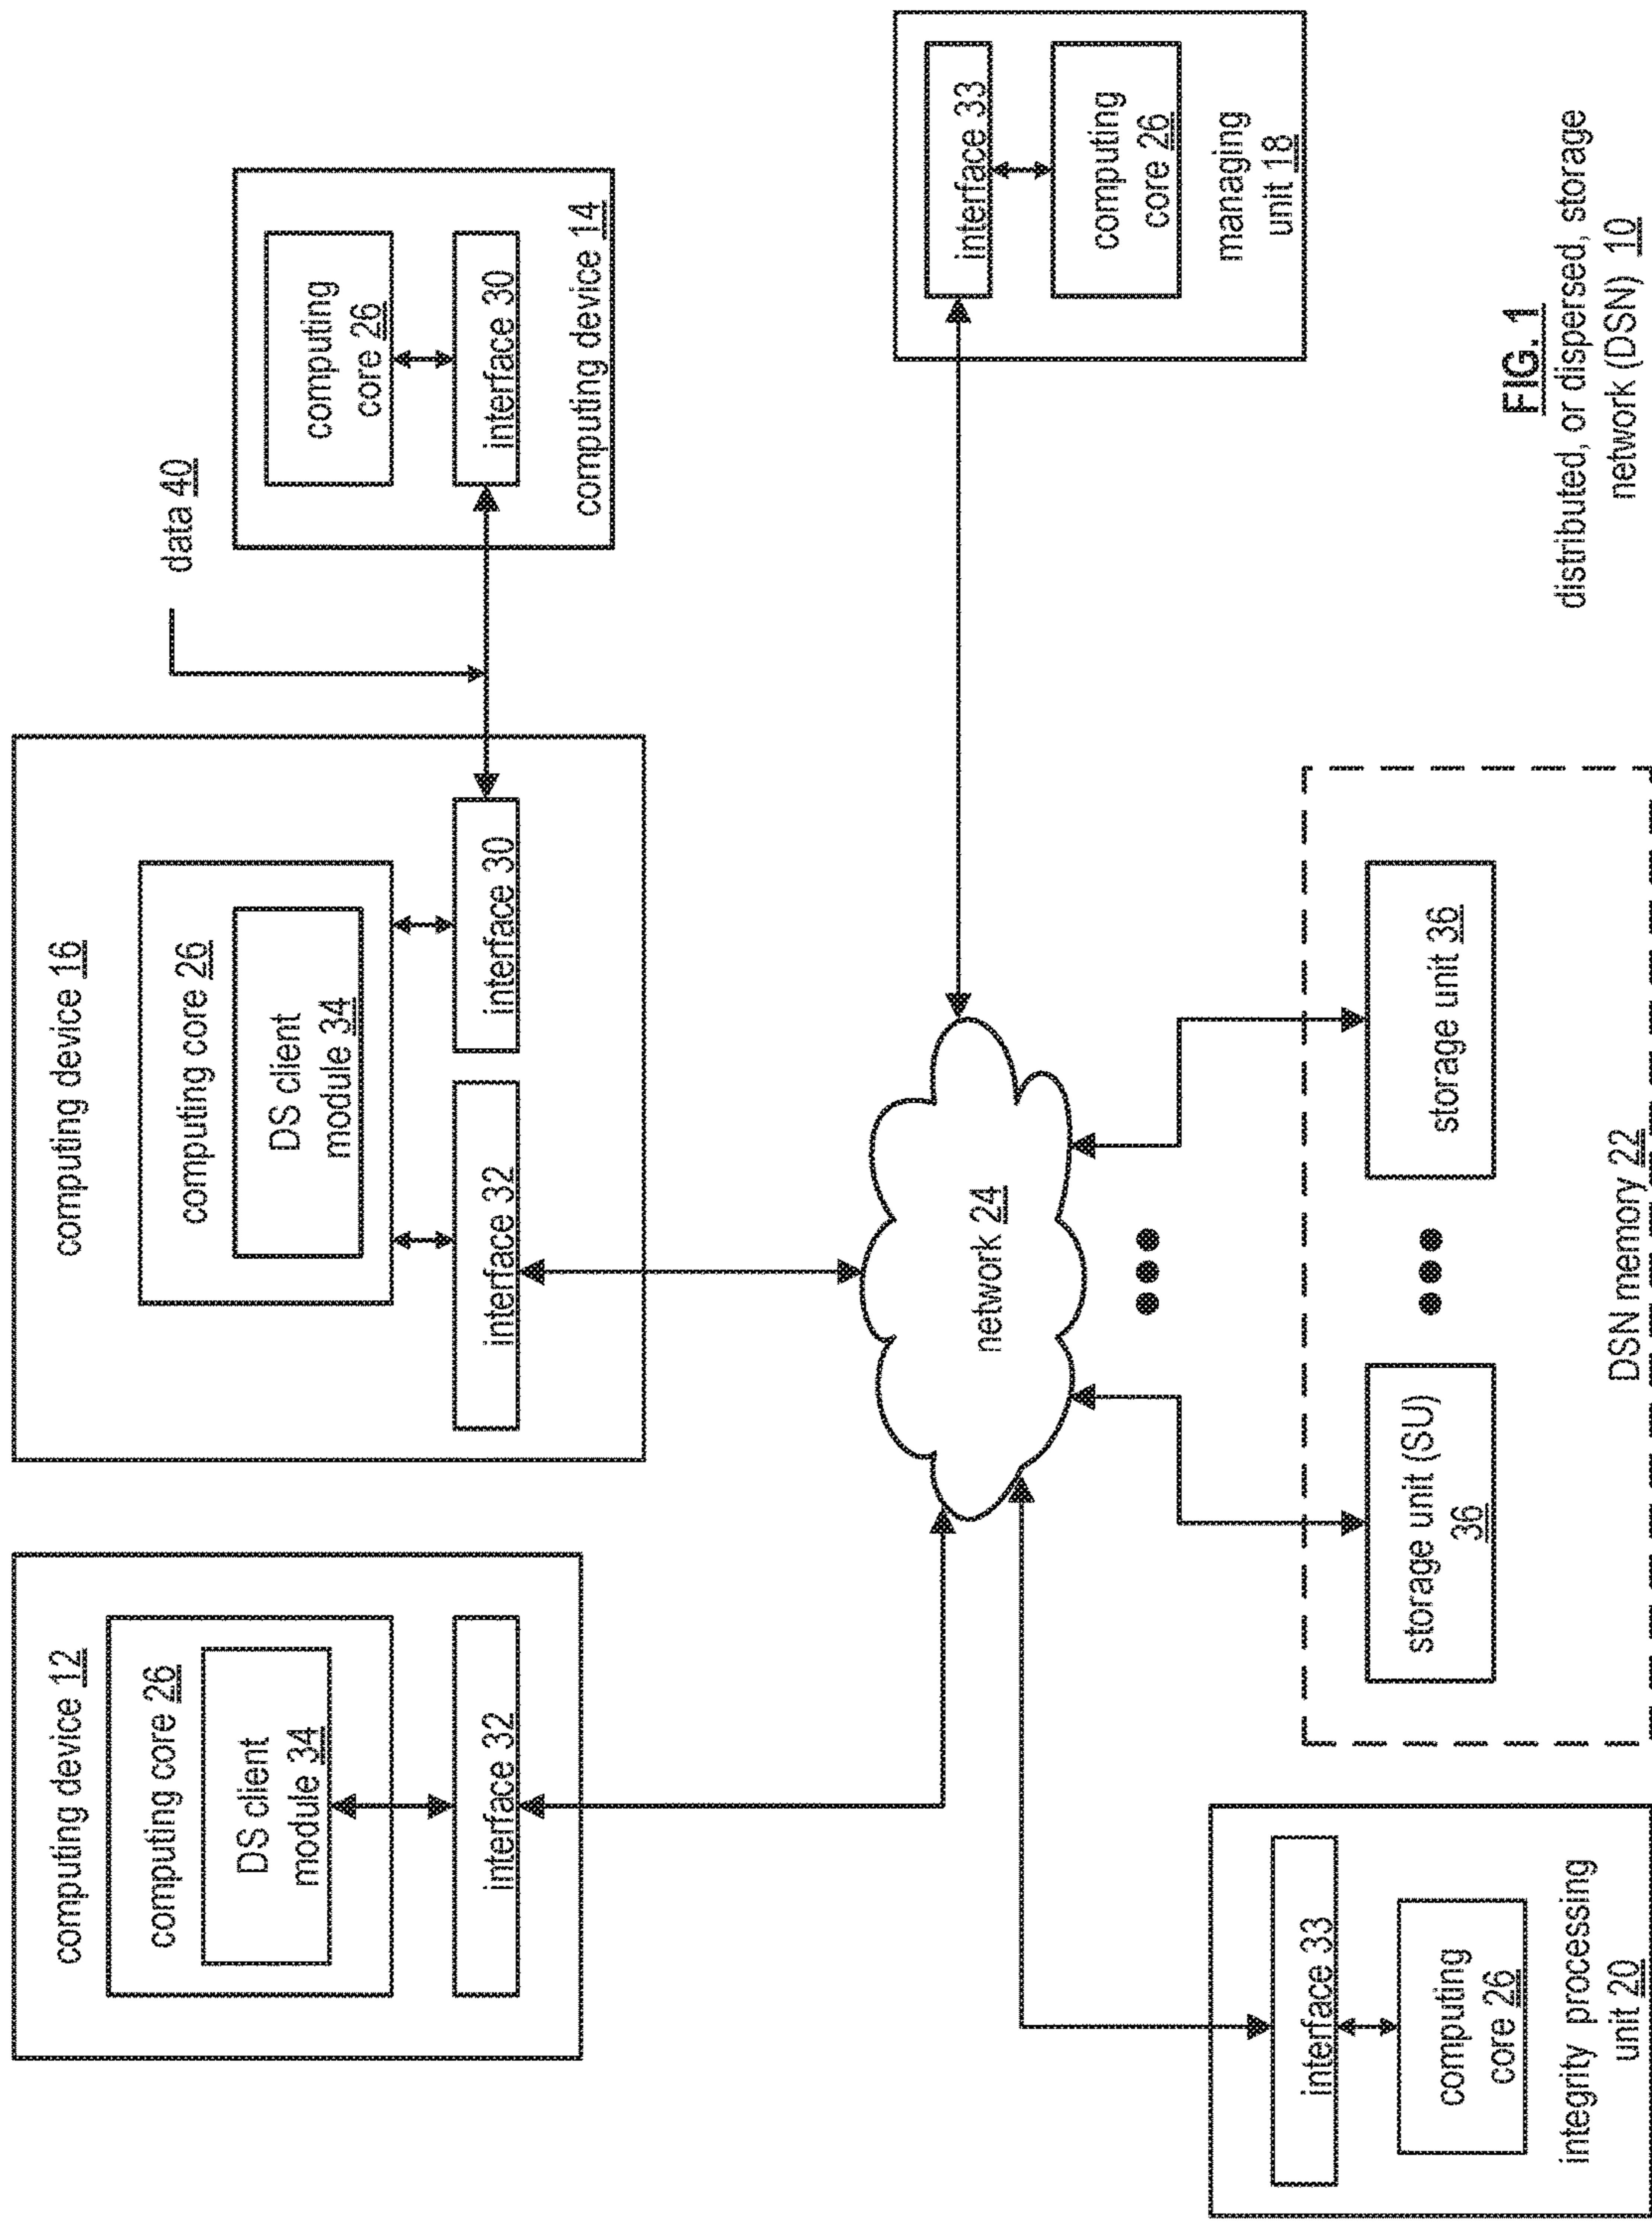 computing device 12
computing core 26
DS client
module 34
interface 32
computing device 16
computing core 26
DS client
module 34
interface 32
interface 30
data 40
computing
core 26
interface 30
computing device 14
network 24
interface 33
computing
core 26
managing
unit 18
interface 33
computing
core 26
integrity processing
unit 20
storage unit (SU)
36
storage unit 36
DSN memory 22
FIG. 1
distributed, or dispersed, storage
network (DSN) 10